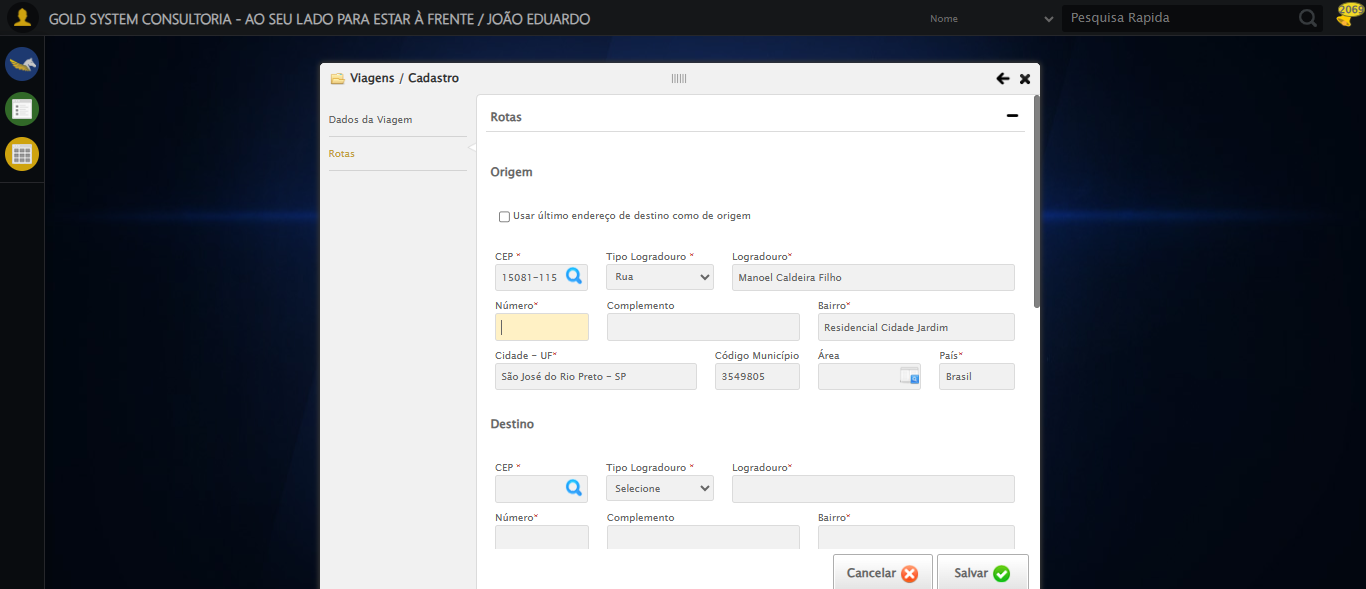 GOLD SYSTEM CONSULTORIA - AO SEU LADO PARA ESTAR À FRENTE / JOÃO EDUARDO
Nome
Pesquisa Rapida
2069
Viagens / Cadastro
Dados da Viagem
Rotas
Rotas
Origem
Usar último endereço de destino como de origem
CEP * Tipo Logradouro * Logradouro*
15081-115 Rua Manoel Caldeira Filho
Número* Complemento Bairro*
Residencial Cidade Jardim
Cidade - UF* Código Município Área País*
São José do Rio Preto - SP 3549805 Brasil
Destino
CEP * Tipo Logradouro * Logradouro*
Selecione
Número* Complemento Bairro*
Cancelar Salvar